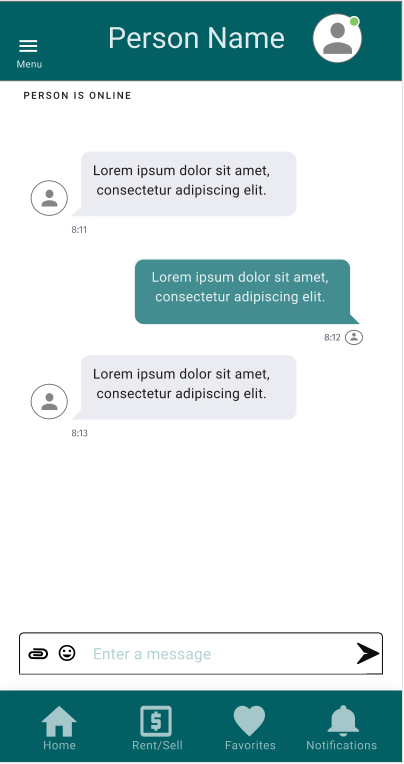 Person Name
Menu
PERSON IS ONLINE
Lorem ipsum dolor sit amet,
consectetur adipiscing elit.
8:11
Lorem ipsum dolor sit amet,
consectetur adipiscing elit.
8:12
Lorem ipsum dolor sit amet,
consectetur adipiscing elit.
8:13
Enter a message
$
Home
Rent/Sell
Favorites
Notifications